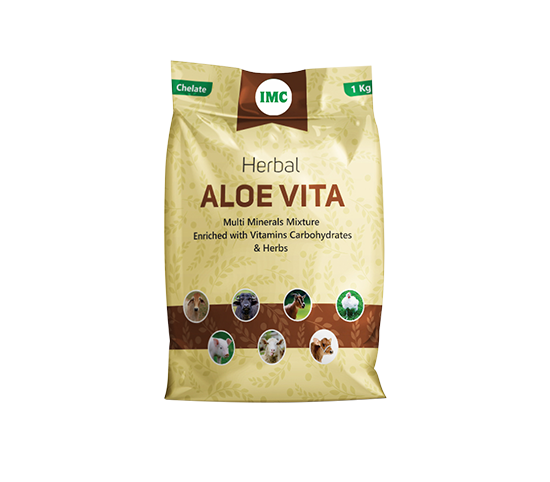 Chelate
IMC
1 Kg
Herbal
ALOE VITA
Multi Minerals Mixture
Enriched with Vitamins Carbohydrates
& Herbs